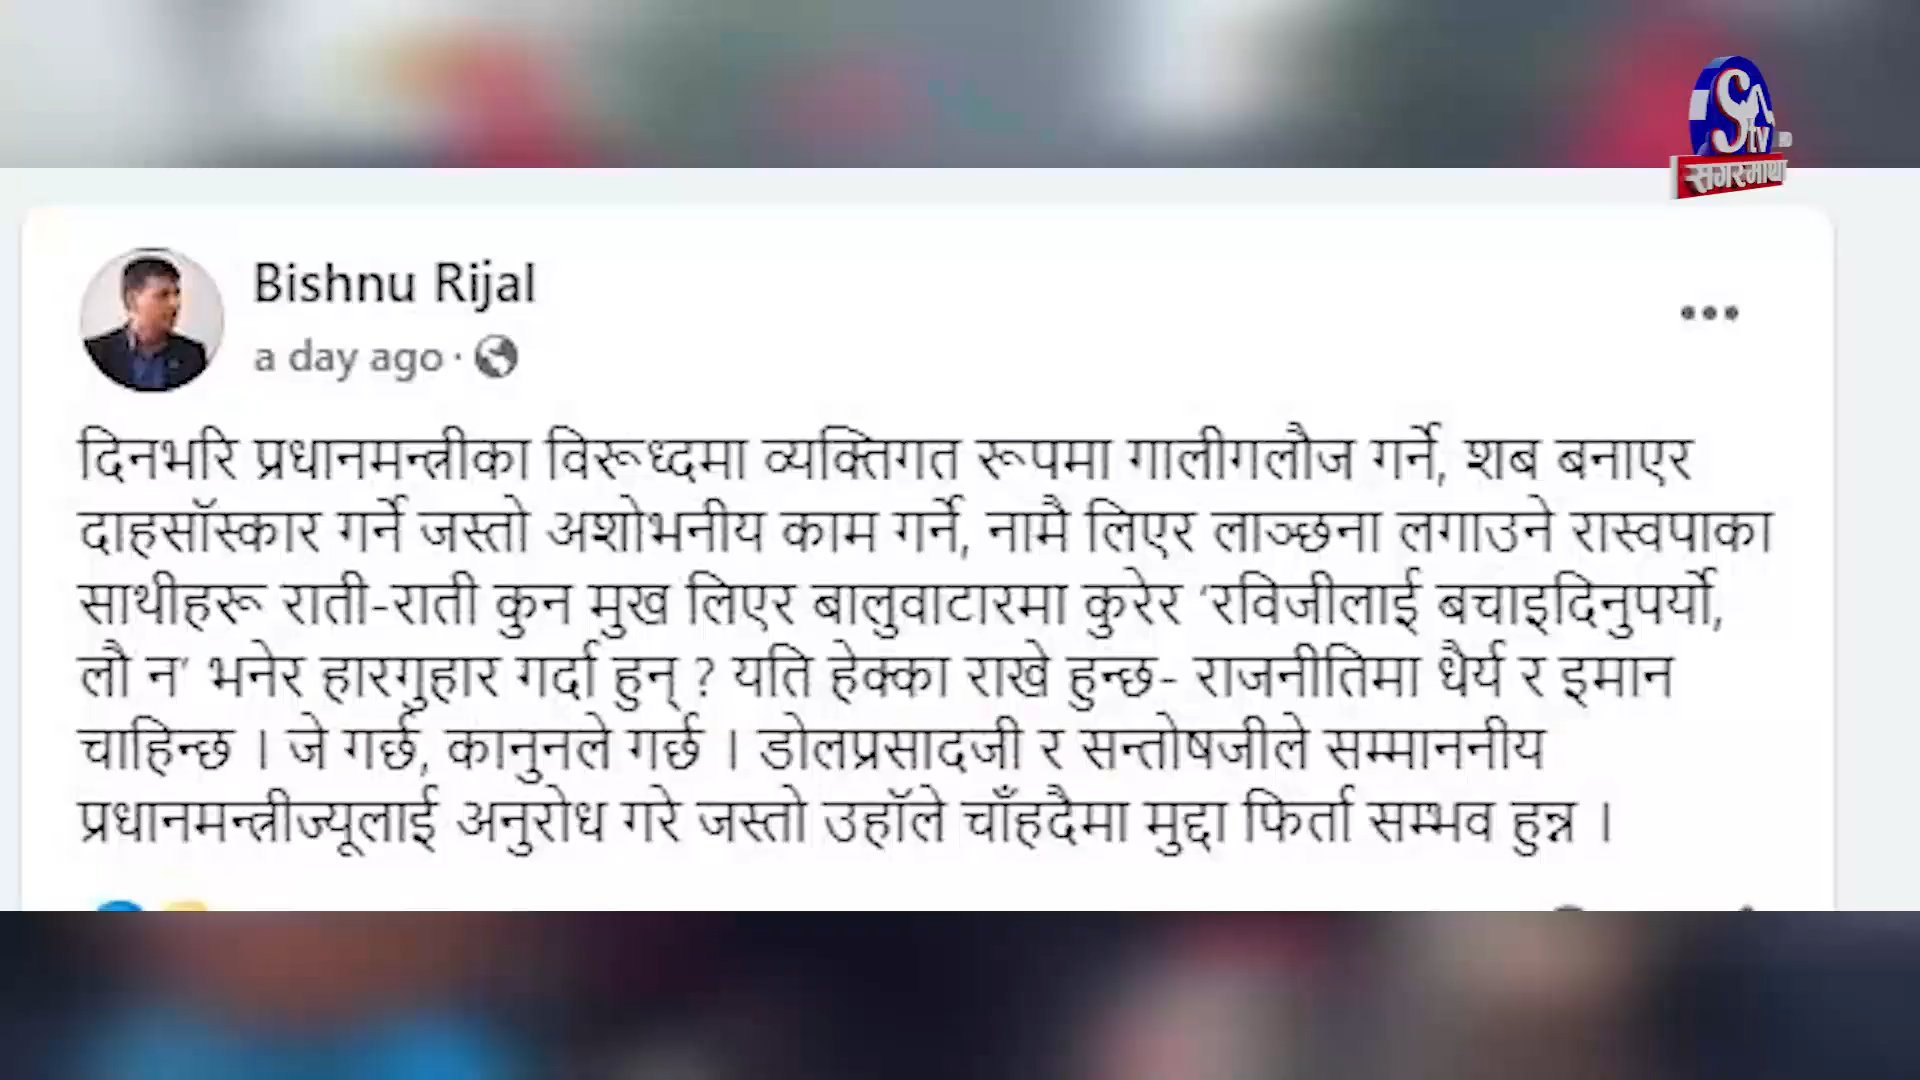 S
tv
HD
सगरमाथा
Bishnu Rijal
a day ago ·
दिनभरि प्रधानमन्त्रीका विरूध्दमा व्यक्तिगत रूपमा गालीगलौज गर्ने, शब बनाएर
दाहसॉस्कार गर्ने जस्तो अशोभनीय काम गर्ने, नामै लिएर लाञ्छना लगाउने रास्वपाका
साथीहरू राती-राती कुन मुख लिएर बालुवाटारमा कुरेर ‘रविजीलाई बचाइदिनुपर्यो,
लौ न’ भनेर हारगुहार गर्दा हुन् ? यति हेक्का राखे हुन्छ- राजनीतिमा धैर्य र इमान
चाहिन्छ । जे गर्छ, कानुनले गर्छ । डोलप्रसादजी र सन्तोषजीले सम्माननीय
प्रधानमन्त्रीज्यूलाई अनुरोध गरे जस्तो उहॉले चाँहदैमा मुद्दा फिर्ता सम्भव हुन्न ।